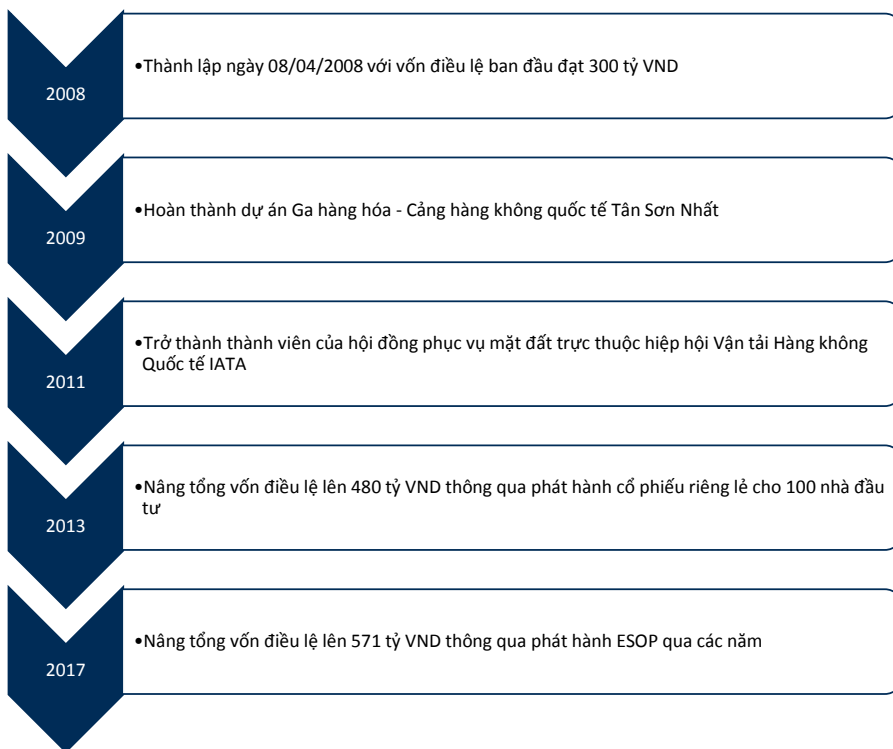 2008
•Thành lập ngày 08/04/2008 với vốn điều lệ ban đầu đạt 300 tỷ VND
2009
•Hoàn thành dự án Ga hàng hóa - Cảng hàng không quốc tế Tân Sơn Nhất
2011
•Trở thành thành viên của hội đồng phục vụ mặt đất trực thuộc hiệp hội Vận tải Hàng không
Quốc tế IATA
2013
•Nâng tổng vốn điều lệ lên 480 tỷ VND thông qua phát hành cổ phiếu riêng lẻ cho 100 nhà đầu
tư
2017
•Nâng tổng vốn điều lệ lên 571 tỷ VND thông qua phát hành ESOP qua các năm